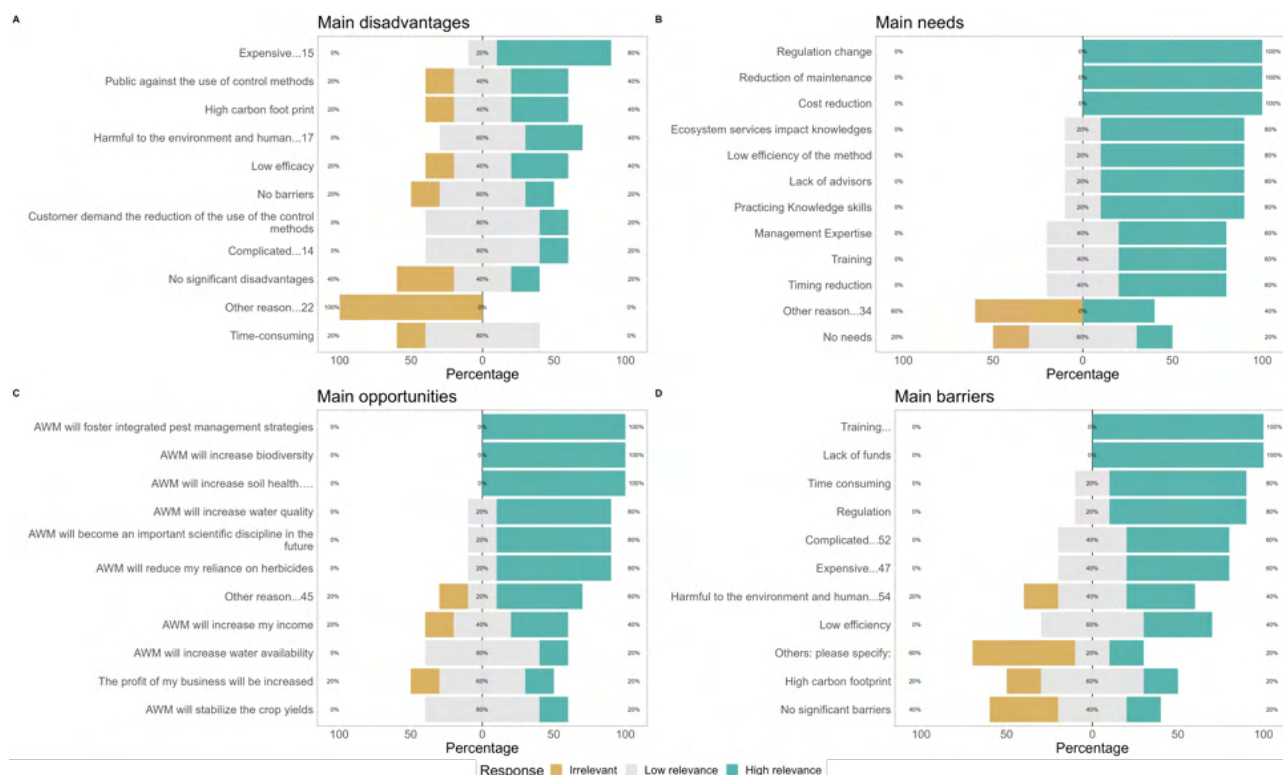 A
Main disadvantages
Expensive...15
0%
20%
80%
Public against the use of control methods
20%
40%
40%
High carbon foot print
20%
40%
40%
Harmful to the environment and human...17
0%
60%
40%
Low efficacy
20%
40%
40%
No barriers
20%
60%
20%
Customer demand the reduction of the use of the control
methods
0%
80%
20%
Complicated...14
0%
80%
20%
No significant disadvantages
40%
40%
20%
Other reason...22
100%
0%
0%
Time-consuming
20%
80%
0%
100
50
0
50
100
Percentage
B
Main needs
Regulation change
0%
0%
100%
Reduction of maintenance
0%
0%
100%
Cost reduction
0%
0%
100%
Ecosystem services impact knowledges
0%
20%
80%
Low efficiency of the method
0%
20%
80%
Lack of advisors
0%
20%
80%
Practicing Knowledge skills
0%
20%
80%
Management Expertise
0%
40%
60%
Training
0%
40%
60%
Timing reduction
0%
40%
60%
Other reason...34
60%
0%
40%
No needs
20%
60%
20%
100
50
0
50
100
Percentage
C
Main opportunities
AWM will foster integrated pest management strategies
0%
0%
100%
AWM will increase biodiversity
0%
0%
100%
AWM will increase soil health….
0%
0%
100%
AWM will increase water quality
0%
20%
80%
AWM will become an important scientific discipline in the
future
0%
20%
80%
AWM will reduce my reliance on herbicides
0%
20%
80%
Other reason...45
20%
20%
60%
AWM will increase my income
20%
40%
40%
AWM will increase water availability
0%
80%
20%
The profit of my business will be increased
20%
60%
20%
AWM will stabilize the crop yields
0%
80%
20%
100
50
0
50
100
Percentage
D
Main barriers
Training...
0%
0%
100%
Lack of funds
0%
0%
100%
Time consuming
0%
20%
80%
Regulation
0%
20%
80%
Complicated...52
0%
40%
60%
Expensive...47
0%
40%
60%
Harmful to the environment and human...54
20%
40%
40%
Low efficiency
0%
60%
40%
Others: please specify:
60%
20%
20%
High carbon footprint
20%
60%
20%
No significant barriers
40%
40%
20%
100
50
0
50
100
Percentage
Response
Irrelevant
Low relevance
High relevance